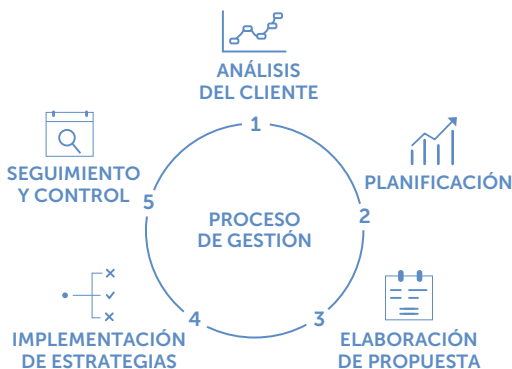 ANÁLISIS
DEL CLIENTE
1
PLANIFICACIÓN
2
ELABORACIÓN
DE PROPUESTA
3
IMPLEMENTACIÓN
DE ESTRATEGIAS
4
SEGUIMIENTO
Y CONTROL
5
PROCESO
DE GESTIÓN